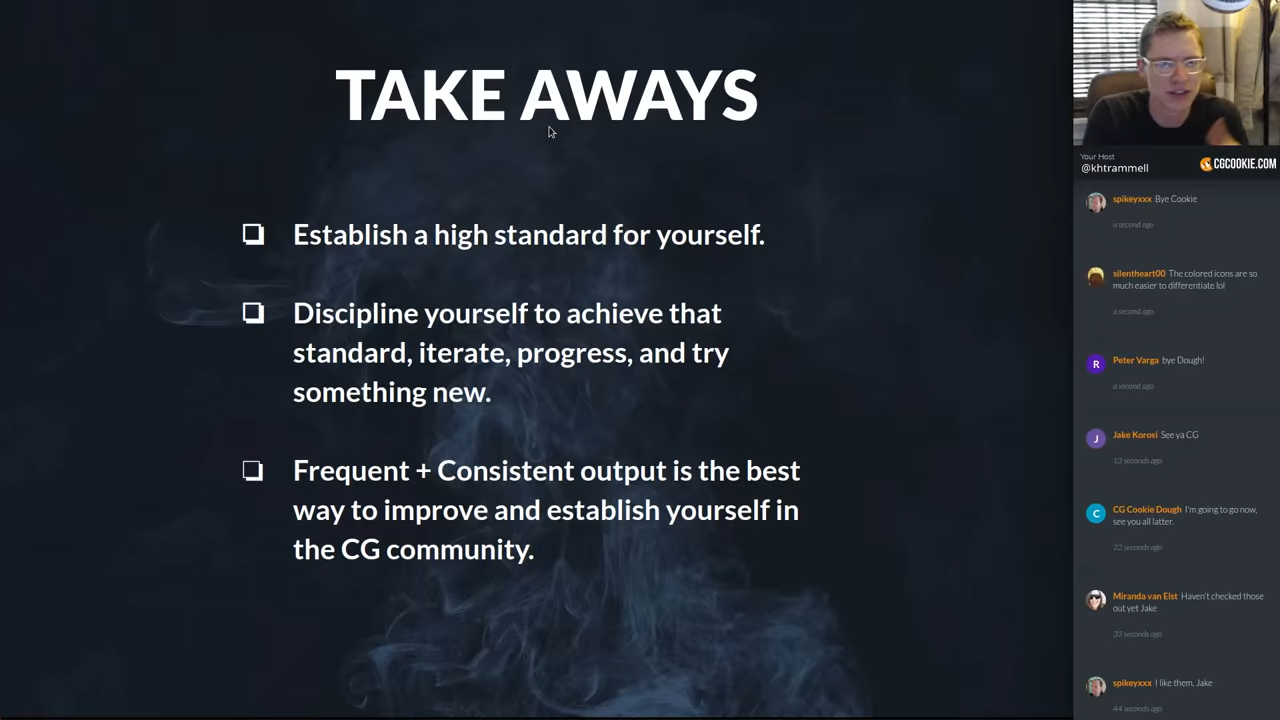 TAKE AWAYS
Establish a high standard for yourself.
Discipline yourself to achieve that
standard, iterate, progress, and try
something new.
Frequent + Consistent output is the best
way to improve and establish yourself in
the CG community.
Your Host
@khtrammell
CGCOOKIE.COM
spikeyxxx Bye Cookie
a second ago
silentheart00 The colored icons are so
much easier to differentiate lol
a second ago
R
Peter Varga bye Dough!
a second ago
J
Jake Korosi See ya CG
13 seconds ago
C
CG Cookie Dough I'm going to go now,
see you all latter.
22 seconds ago
Miranda van Elst Haven't checked those
out yet Jake
33 seconds ago
spikeyxxx I like them, Jake
44 seconds ago